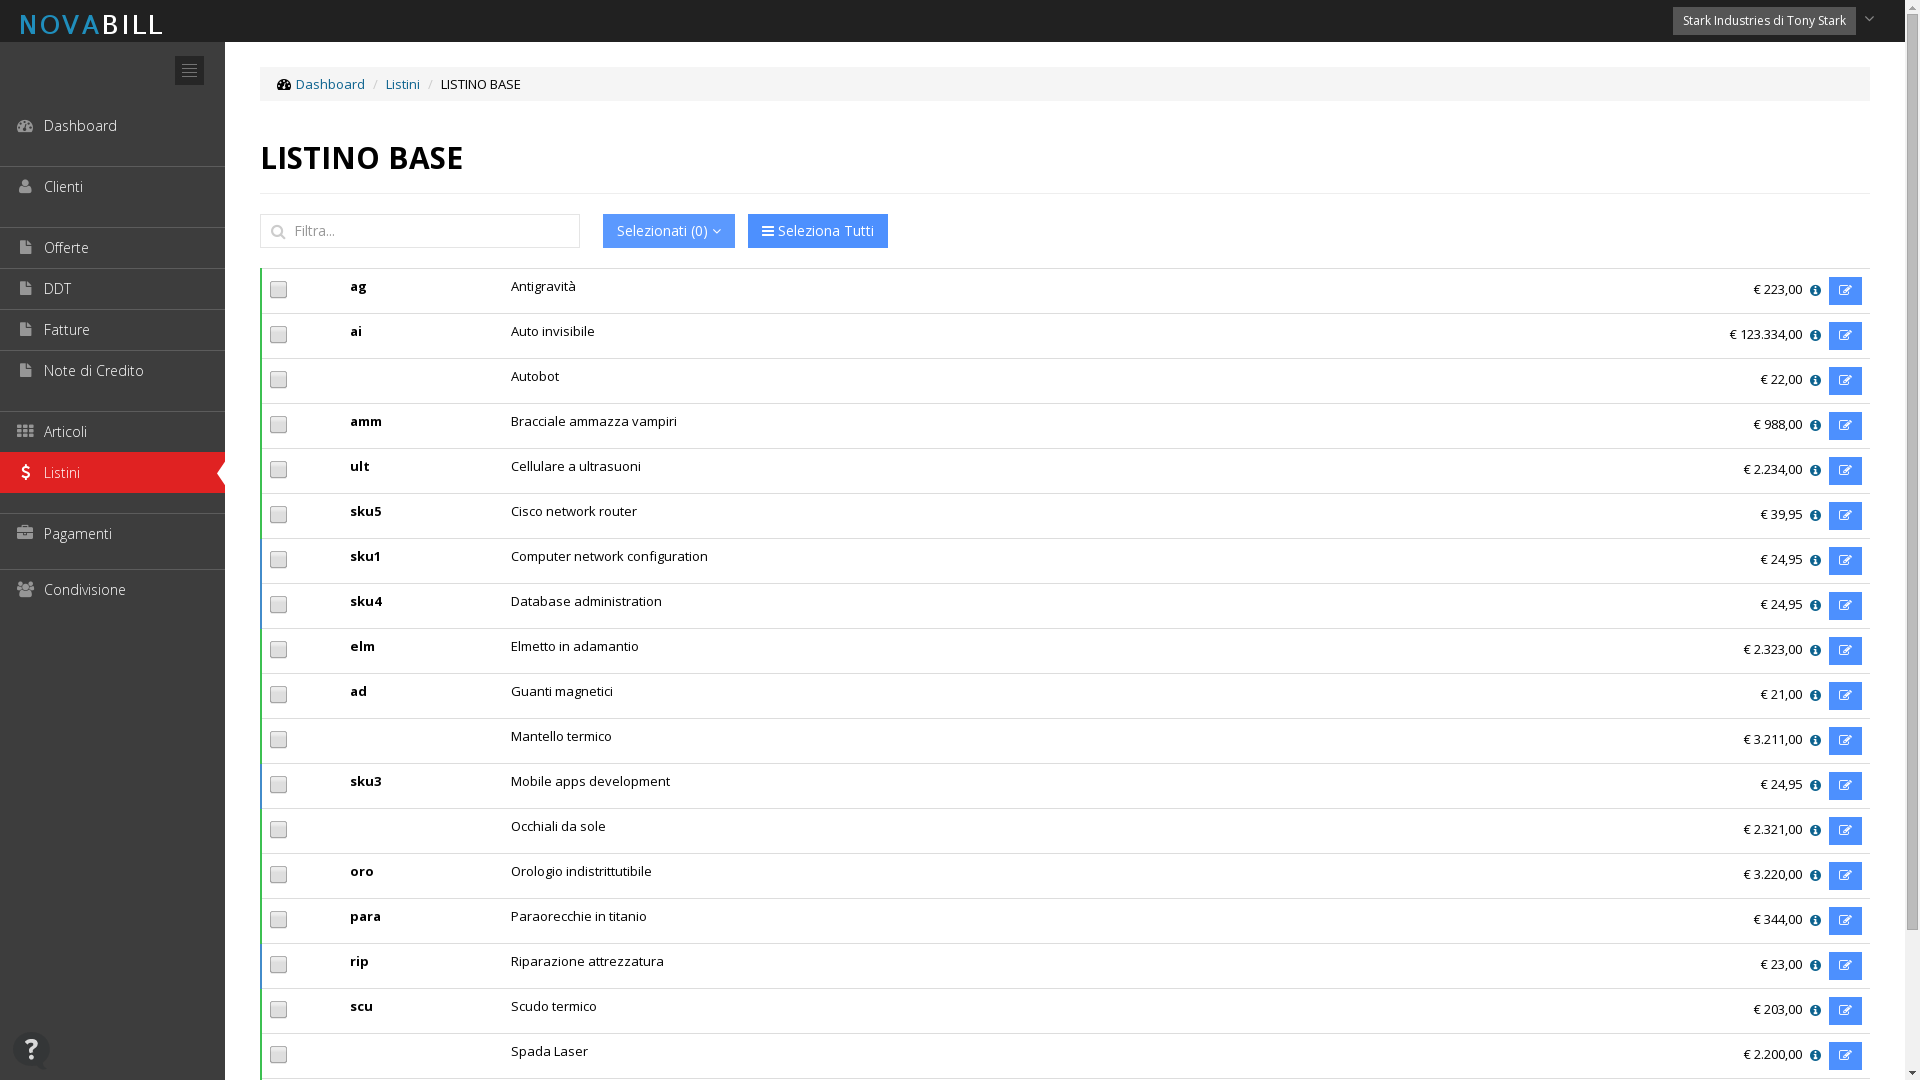 NOVABILL
Stark Industries di Tony Stark
Dashboard / Listini / LISTINO BASE
Dashboard
Clienti
Offerte
DDT
Fatture
Note di Credito
Articoli
Listini
Pagamenti
Condivisione
?
LISTINO BASE
Filtra...
Selezionati (0)
Seleziona Tutti
ag Antigravità € 223,00
ai Auto invisibile € 123.334,00
Autobot € 22,00
amm Bracciale ammazza vampiri € 988,00
ult Cellulare a ultrasuoni € 2.234,00
sku5 Cisco network router € 39,95
sku1 Computer network configuration € 24,95
sku4 Database administration € 24,95
elm Elmetto in adamantio € 2.323,00
ad Guanti magnetici € 21,00
Mantello termico € 3.211,00
sku3 Mobile apps development € 24,95
Occhiali da sole € 2.321,00
oro Orologio indistrittutibile € 3.220,00
para Paraorecchie in titanio € 344,00
rip Riparazione attrezzatura € 23,00
scu Scudo termico € 203,00
Spada Laser € 2.200,00